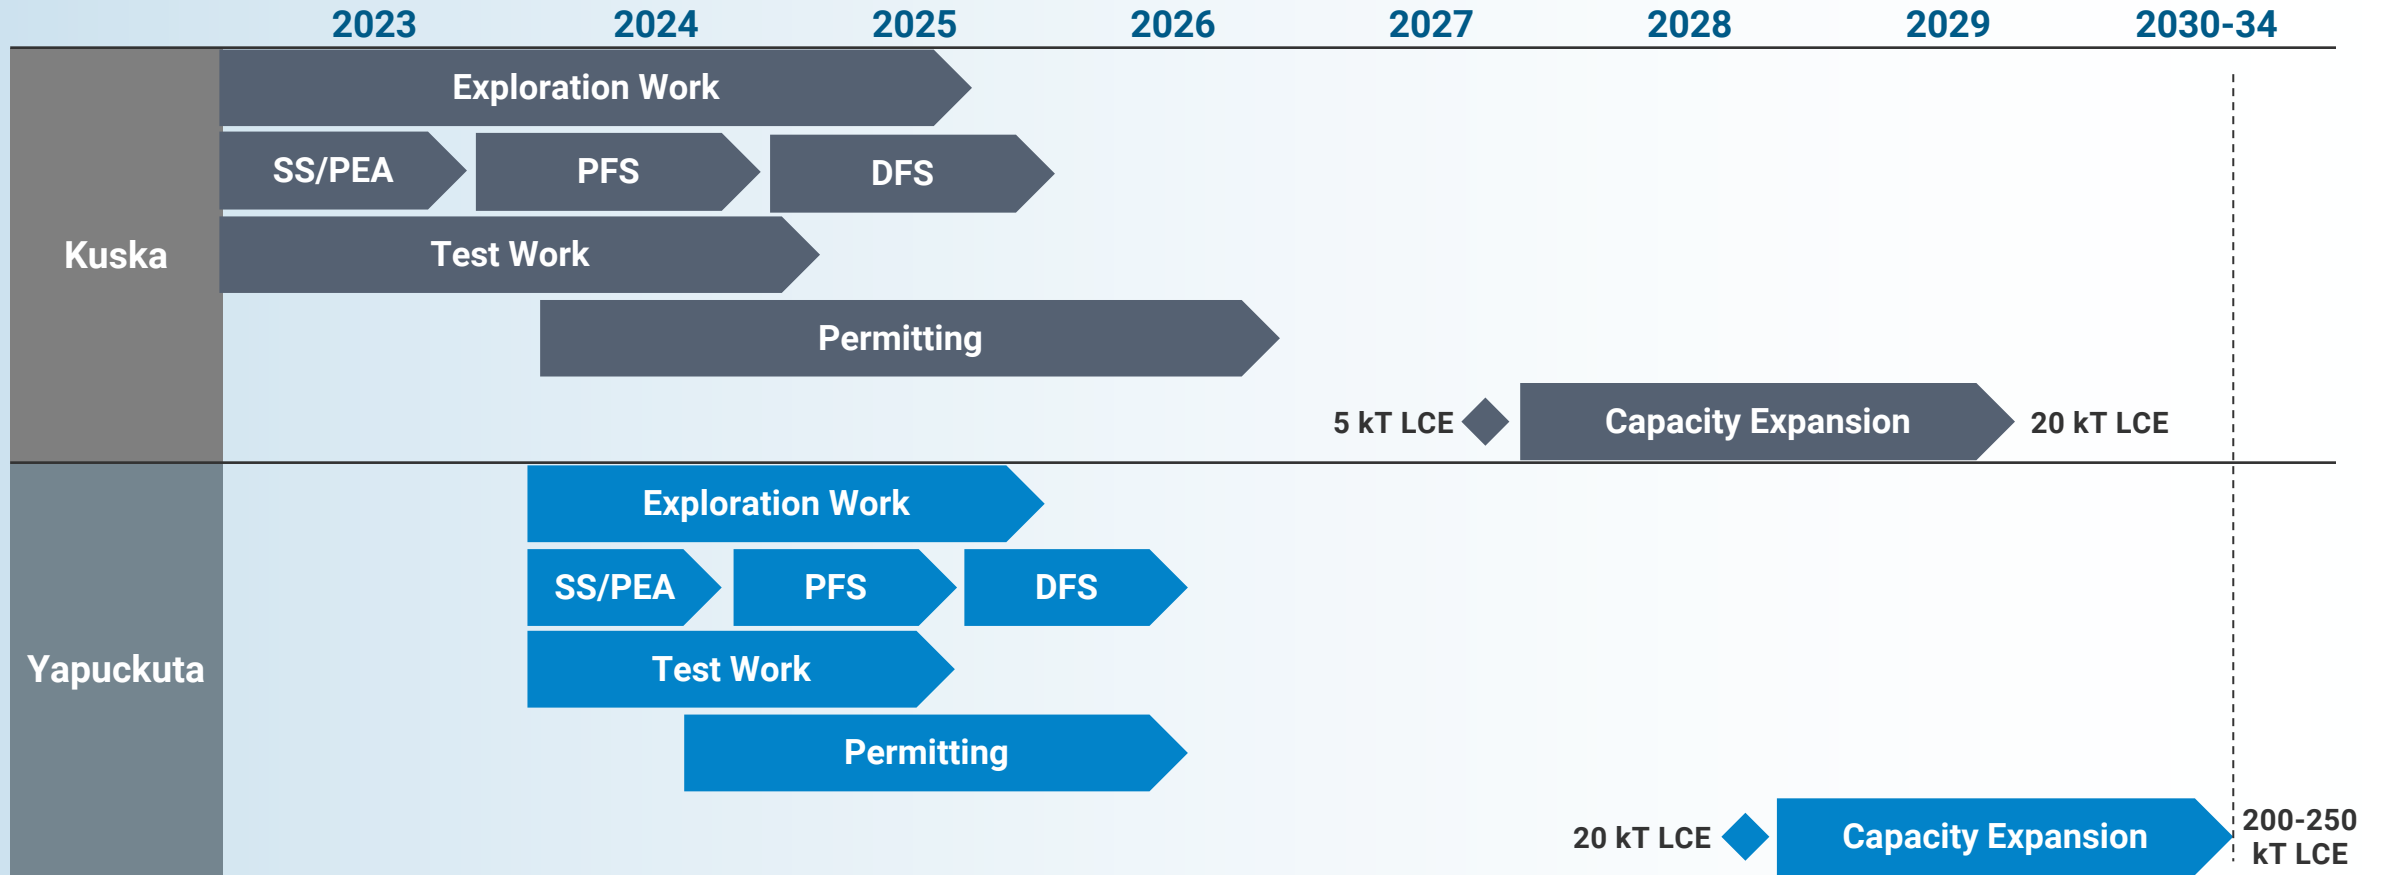 2023 2024 2025 2026 2027 2028 2029 2030-34
Kuska
Exploration Work
SS/PEA PFS DFS
Test Work
Permitting
5 kT LCE Capacity Expansion 20 kT LCE
Yapuckuta
Exploration Work
SS/PEA PFS DFS
Test Work
Permitting
20 kT LCE Capacity Expansion
200-250
kT LCE